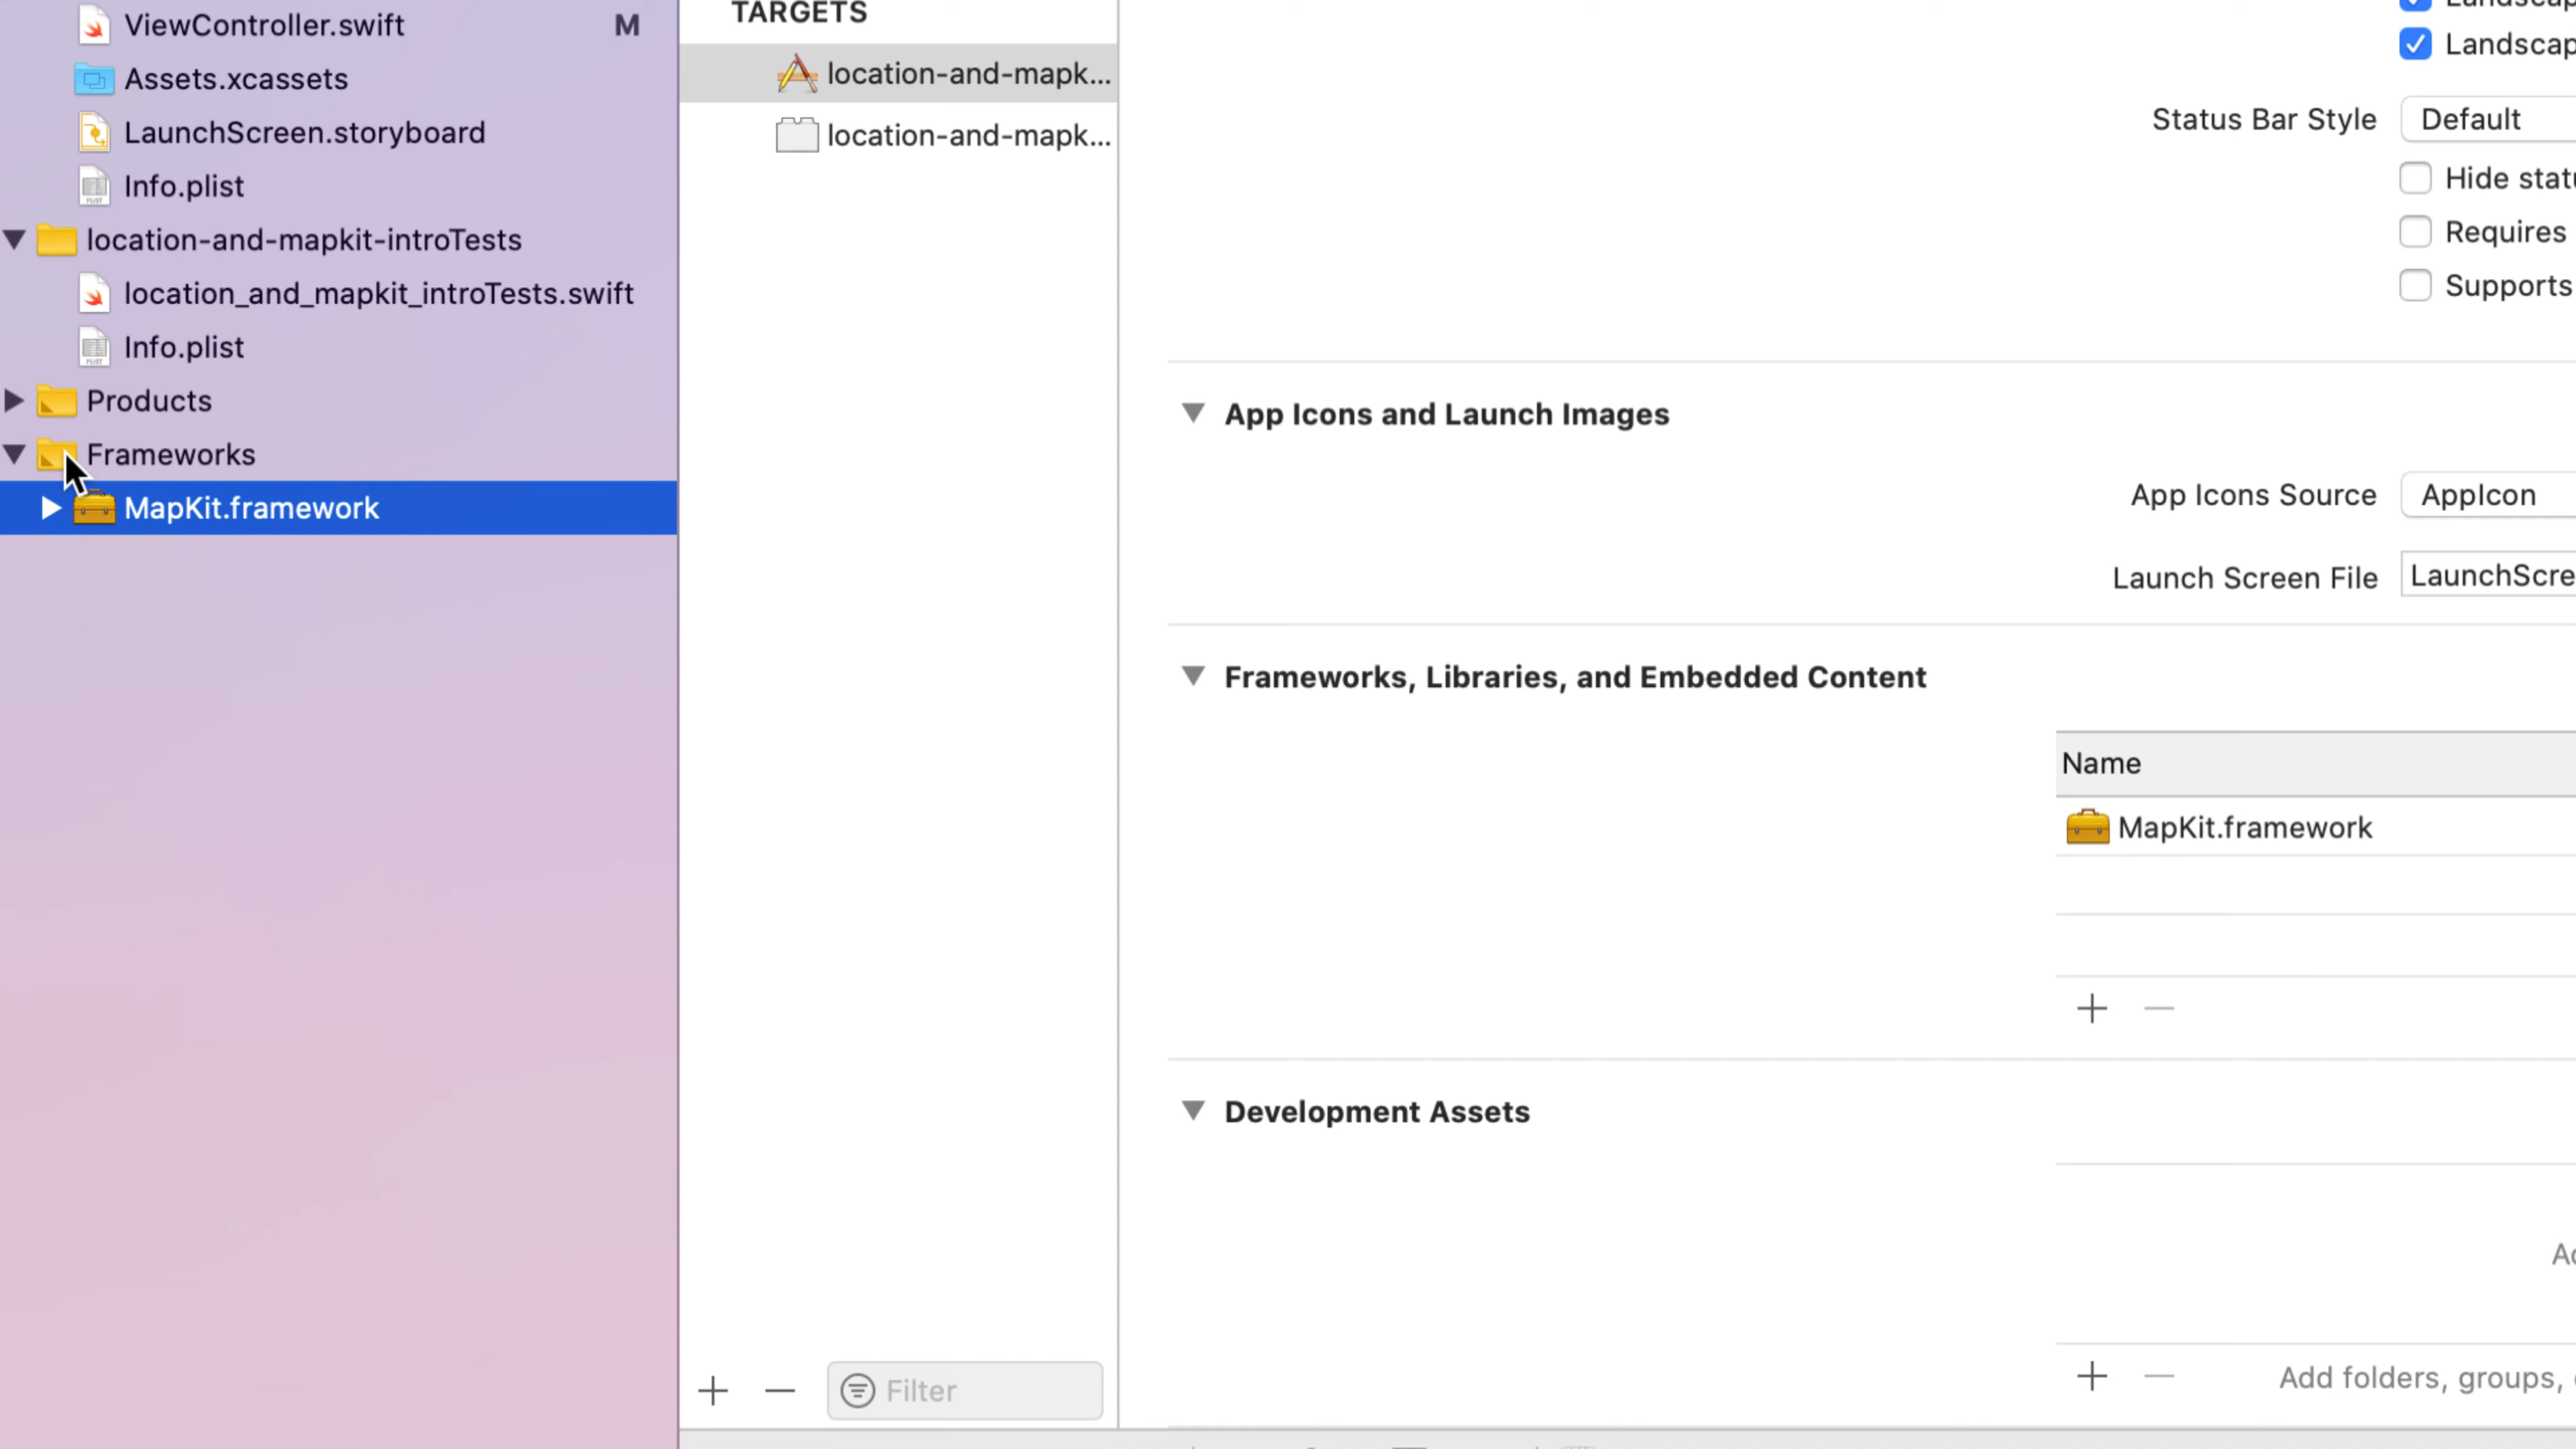 ViewController.swift M
Assets.xcassets
LaunchScreen.storyboard
Info.plist
location-and-mapkit-introTests
location_and_mapkit_introTests.swift
Info.plist
Products
Frameworks
MapKit.framework
TARGETS
location-and-mapk...
location-and-mapk...
Filter
Landscap
Landscap
Status Bar Style Default
Hide stat
Requires
Supports
App Icons and Launch Images
App Icons Source AppIcon
Launch Screen File LaunchScre
Frameworks, Libraries, and Embedded Content
Name
MapKit.framework
Development Assets
Add folders, groups,